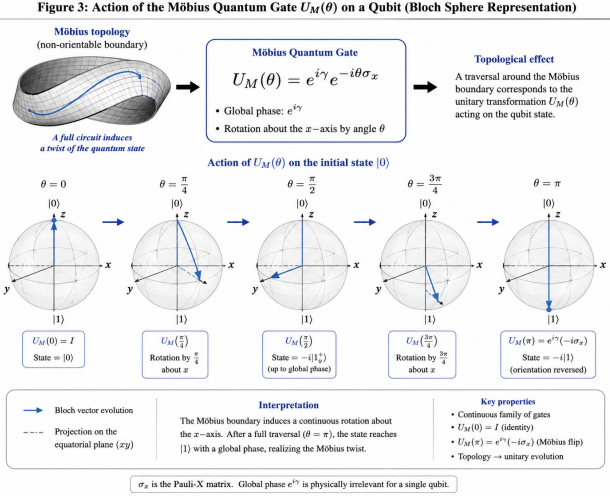 Figure 3: Action of the Möbius Quantum Gate U_M(θ) on a Qubit (Bloch Sphere Representation)
Möbius topology
(non-orientable boundary)
A full circuit induces
a twist of the quantum state
Möbius Quantum Gate
U_M(θ) = e^{iγ}e^{-iθσ_x}
• Global phase: e^{iγ}
• Rotation about the x-axis by angle θ
Topological effect
A traversal around the Möbius
boundary corresponds to the
unitary transformation U_M(θ)
acting on the qubit state.
Action of U_M(θ) on the initial state |0⟩
θ = 0
|0⟩
z
x
y
|1⟩
U_M(0) = I
State = |0⟩
θ = π/4
|0⟩
z
x
y
|1⟩
U_M(π/4)
Rotation by π/4
about x
θ = π/2
|0⟩
z
x
y
|1⟩
U_M(π/2)
State = −i|1_y^+⟩
(up to global phase)
θ = 3π/4
|0⟩
z
x
y
|1⟩
U_M(3π/4)
Rotation by 3π/4
about x
θ = π
|0⟩
z
x
y
|1⟩
U_M(π) = e^{iγ}(−iσ_x)
State = −i|1⟩
(orientation reversed)
Bloch vector evolution
Projection on the
equatorial plane (xy)
Interpretation
The Möbius boundary induces a continuous rotation about
the x-axis. After a full traversal (θ = π), the state reaches
|1⟩ with a global phase, realizing the Möbius twist.
Key properties
• Continuous family of gates
• U_M(0) = I (identity)
• U_M(π) = e^{iγ}(−iσ_x) (Möbius flip)
• Topology → unitary evolution
σ_x is the Pauli-X matrix. Global phase e^{iγ} is physically irrelevant for a single qubit.